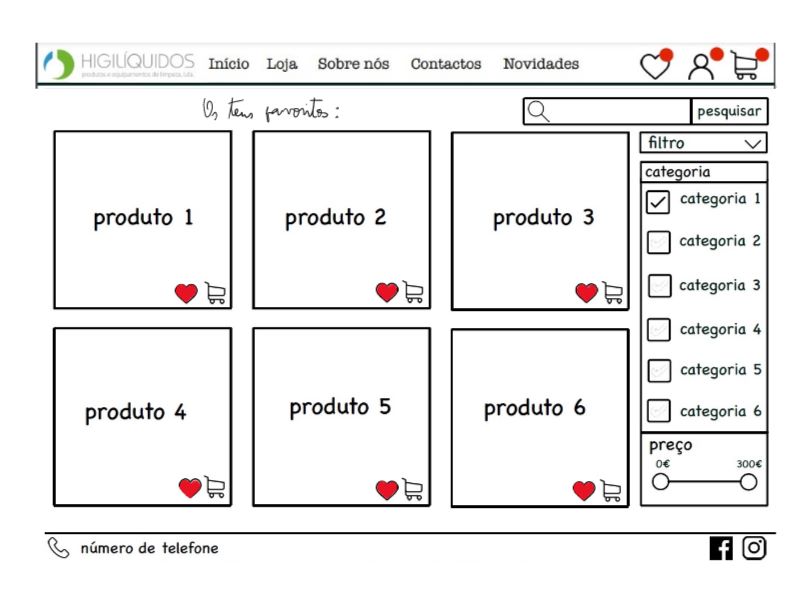 HIGILÍQUIDOS
produtos e equipamentos de limpeza, Lda.
Início Loja Sobre nós Contactos Novidades
Os teus favoritos :
pesquisar
filtro
categoria
categoria 1
categoria 2
categoria 3
categoria 4
categoria 5
categoria 6
preço
0€ 300€
produto 1
produto 2
produto 3
produto 4
produto 5
produto 6
número de telefone